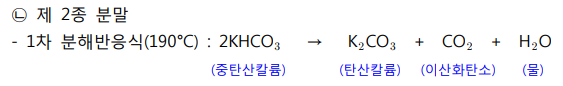 ㉡ 제 2종 분말
- 1차 분해반응식(190℃) : 2KHCO₃ → K₂CO₃ + CO₂ + H₂O
(중탄산칼륨) (탄산칼륨) (이산화탄소) (물)